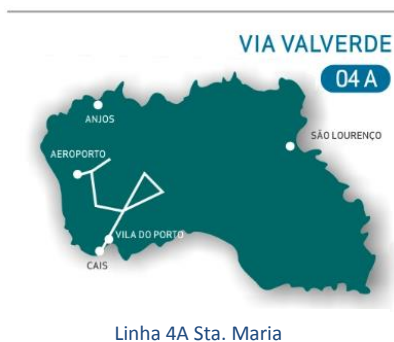 VIA VALVERDE
04 A
ANJOS
SÃO LOURENÇO
AEROPORTO
VILA DO PORTO
CAIS
Linha 4A Sta. Maria